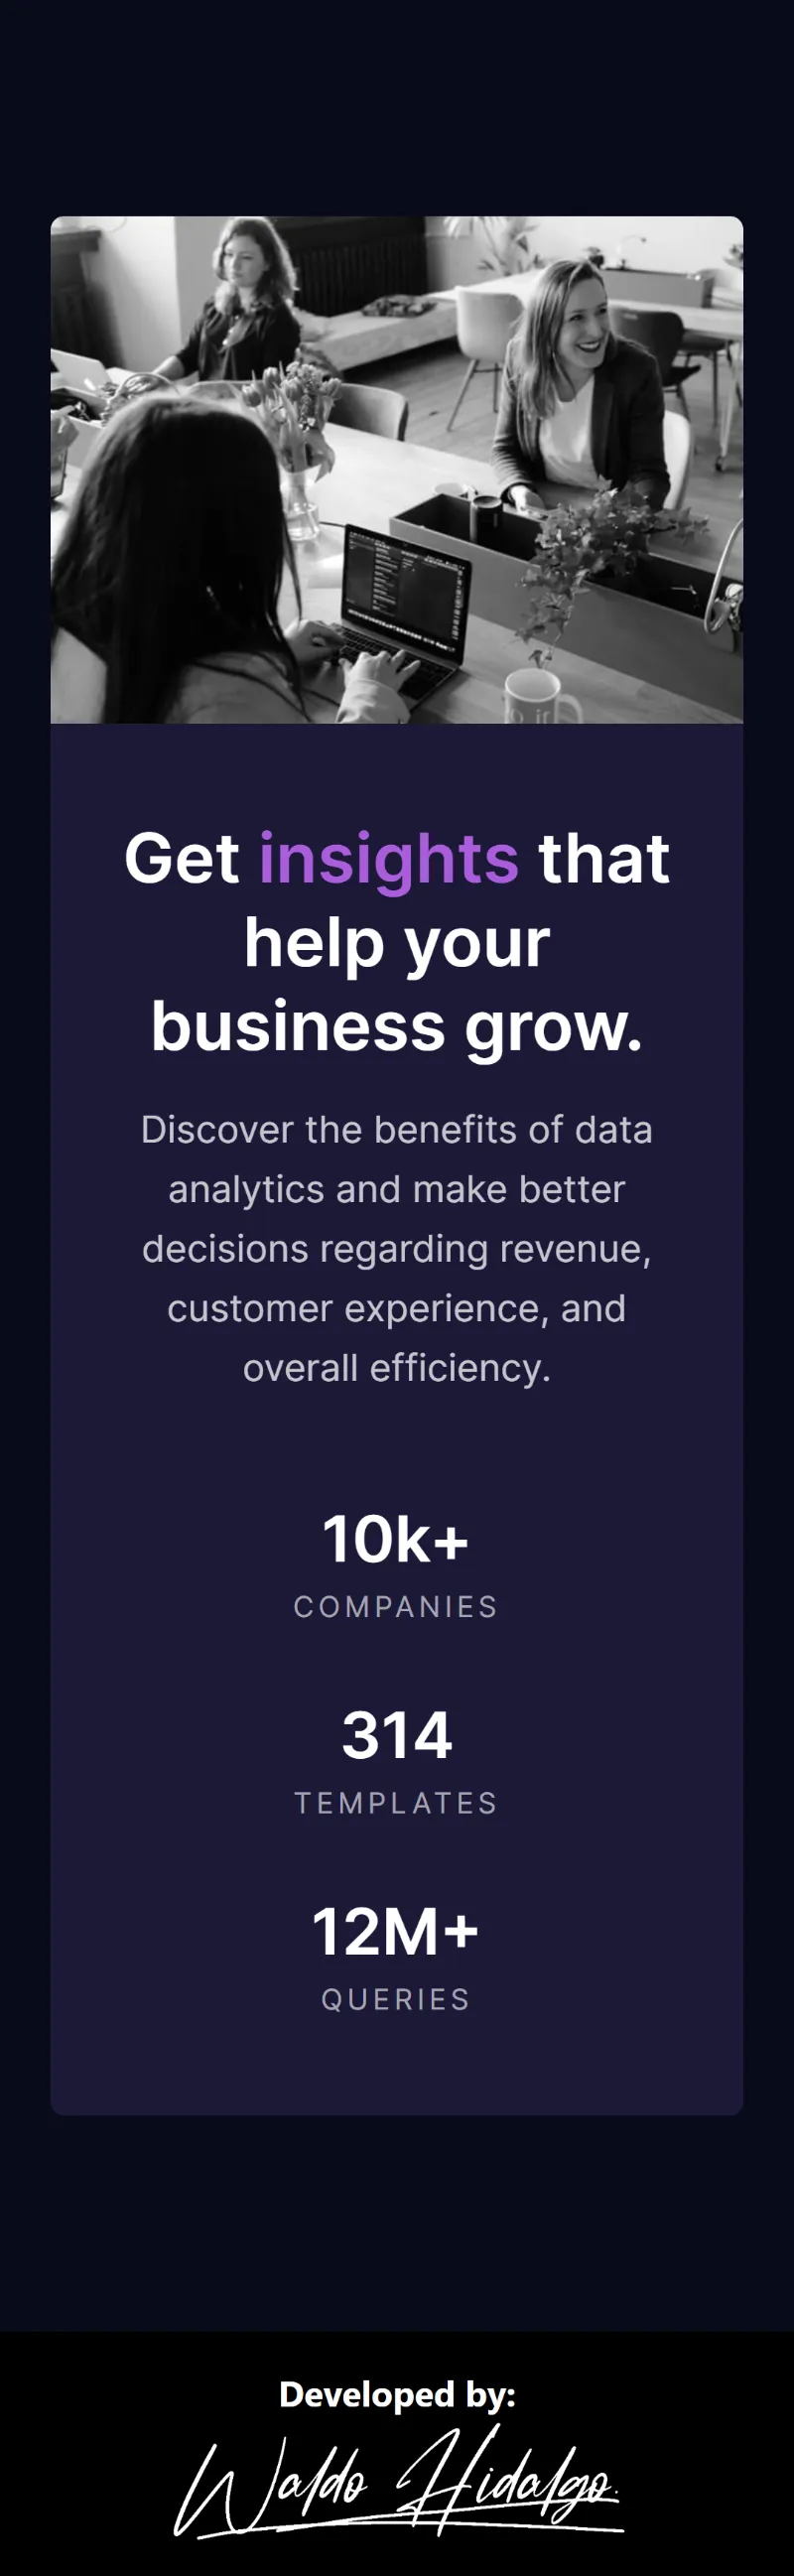 Get insights that
help your
business grow.
Discover the benefits of data
analytics and make better
decisions regarding revenue,
customer experience, and
overall efficiency.
10k+
COMPANIES
314
TEMPLATES
12M+
QUERIES
Developed by:
Waldo Hidalgo.